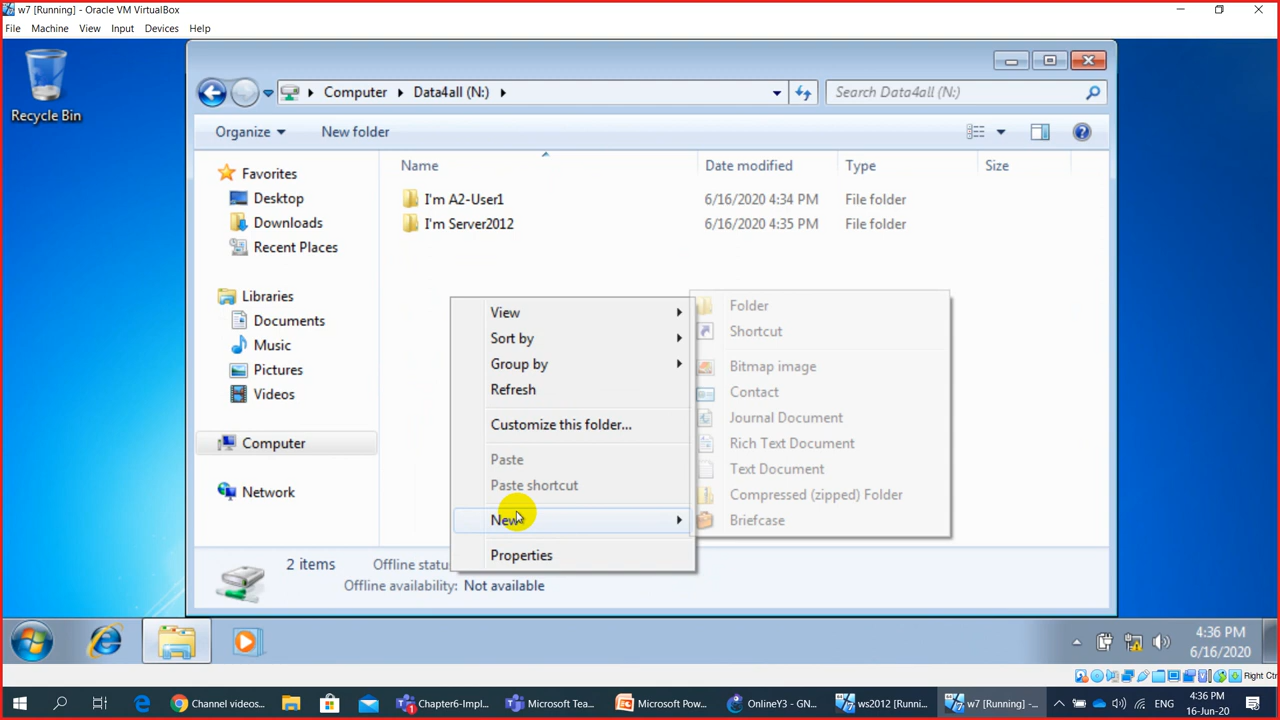 w7 [Running] - Oracle VM VirtualBox
File Machine View Input Devices Help
Recycle Bin
Computer Data4all (N:)
Search Data4all (N:)
Organize New folder
Name Date modified Type Size
I'm A2-User1 6/16/2020 4:34 PM File folder
I'm Server2012 6/16/2020 4:35 PM File folder
Favorites
Desktop
Downloads
Recent Places
Libraries
Documents
Music
Pictures
Videos
Computer
Network
View
Sort by
Group by
Refresh
Customize this folder...
Paste
Paste shortcut
New
Properties
Folder
Shortcut
Bitmap image
Contact
Journal Document
Rich Text Document
Text Document
Compressed (zipped) Folder
Briefcase
2 items Offline statu
Offline availability: Not available
4:36 PM
6/16/2020
Right Ctr
Channel videos...
Chapter6-Impl...
Microsoft Tea...
Microsoft Pow...
OnlineY3 - GN...
ws2012 [Runnin...
w7 [Running] -...
ENG
4:36 PM
16-Jun-20